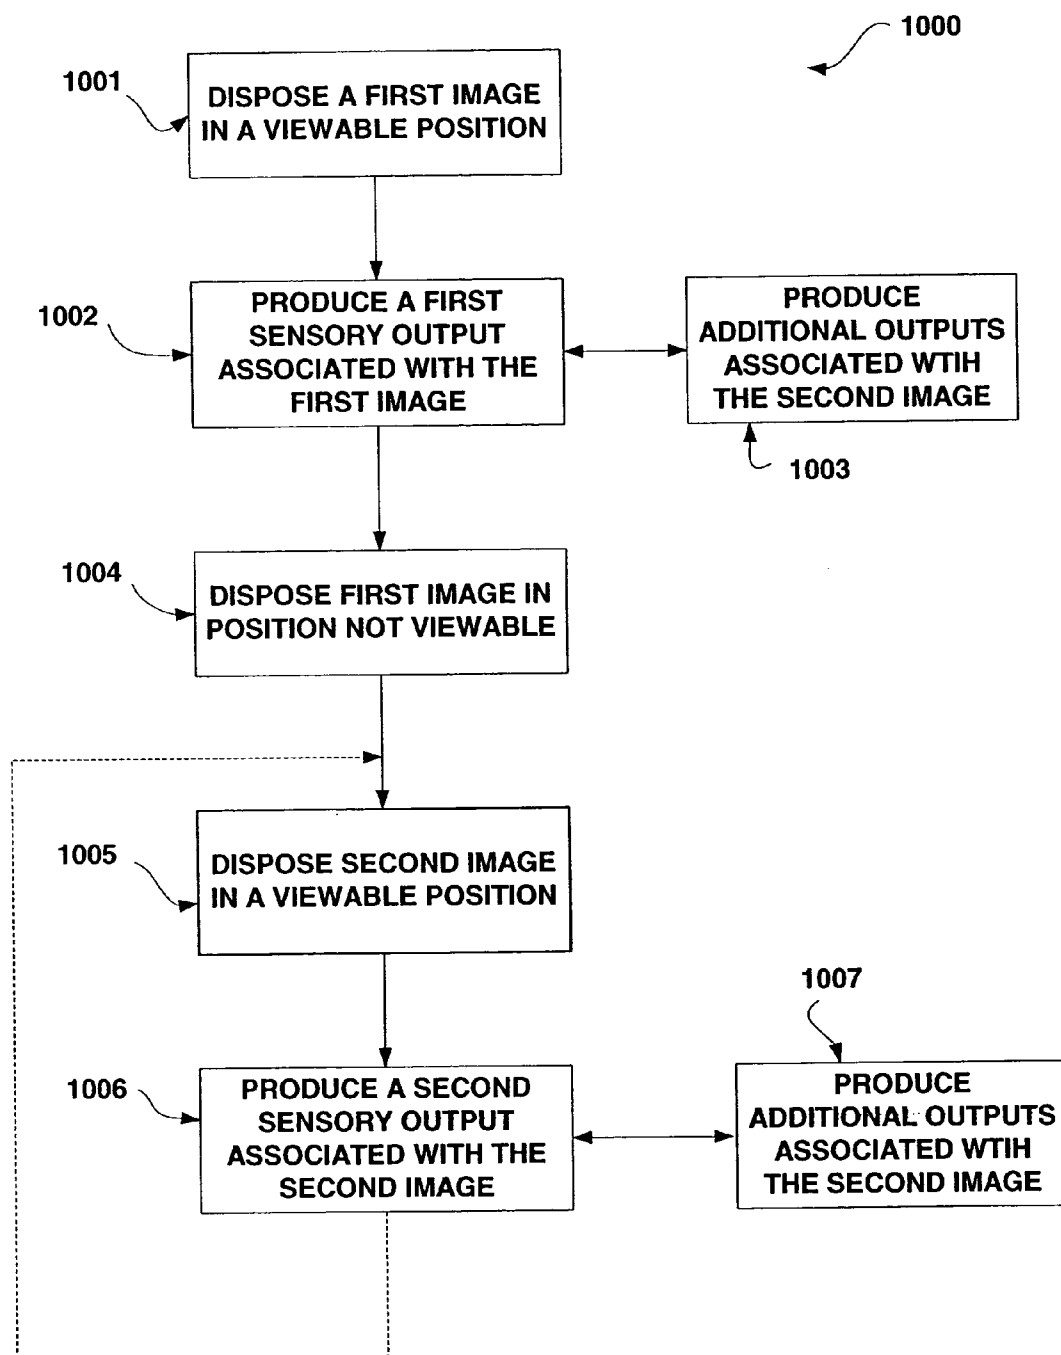 1000
1001
DISPOSE A FIRST IMAGE
IN A VIEWABLE POSITION
1002
PRODUCE A FIRST
SENSORY OUTPUT
ASSOCIATED WITH THE
FIRST IMAGE
PRODUCE
ADDITIONAL OUTPUTS
ASSOCIATED WTIH
THE SECOND IMAGE
1003
1004
DISPOSE FIRST IMAGE IN
POSITION NOT VIEWABLE
1005
DISPOSE SECOND IMAGE
IN A VIEWABLE POSITION
1006
PRODUCE A SECOND
SENSORY OUTPUT
ASSOCIATED WITH THE
SECOND IMAGE
1007
PRODUCE
ADDITIONAL OUTPUTS
ASSOCIATED WTIH
THE SECOND IMAGE